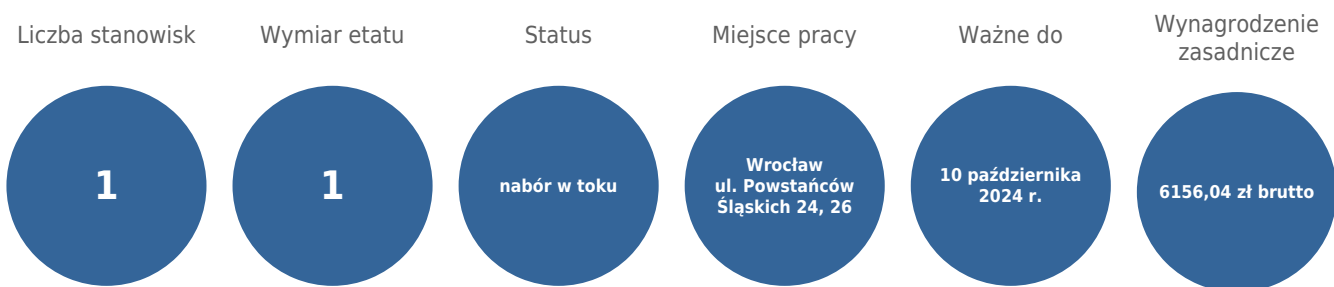 Liczba stanowisk
Wymiar etatu
Status
Miejsce pracy
Ważne do
Wynagrodzenie
zasadnicze
1
1
nabór w toku
Wrocław
ul. Powstańców
Śląskich 24, 26
10 października
2024 r.
6156,04 zł brutto